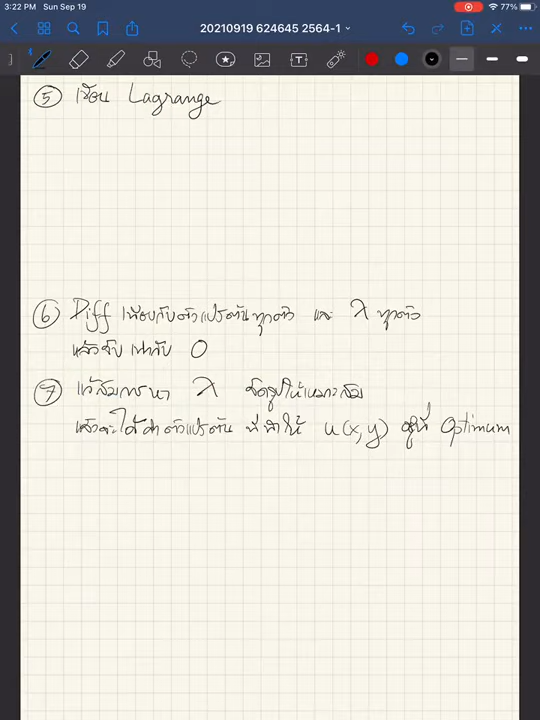 3:22 PM Sun Sep 19
77%
20210919 624645 2564-1
T
⑤ เขียน Lagrange
⑥ Diff เทียบกับตัวแปรต้นทุกตัว และ λ ทุกตัว
แล้วจับเท่ากับ 0
⑦ แก้สมการหา λ จัดรูปให้เหมาะสม
แล้วจะได้ค่าตัวแปรต้น ที่ทำให้ u(x,y) อยู่ที่ Optimum